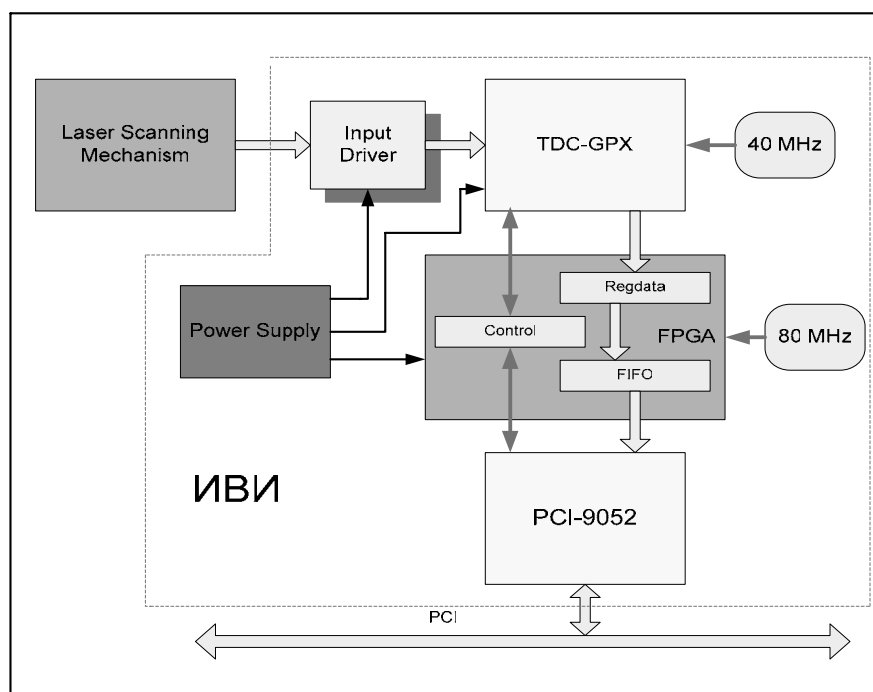 Laser Scanning
Mechanism
Input
Driver
TDC-GPX
40 MHz
Regdata
Power Supply
Control
FPGA
80 MHz
FIFO
ИВИ
PCI-9052
PCI